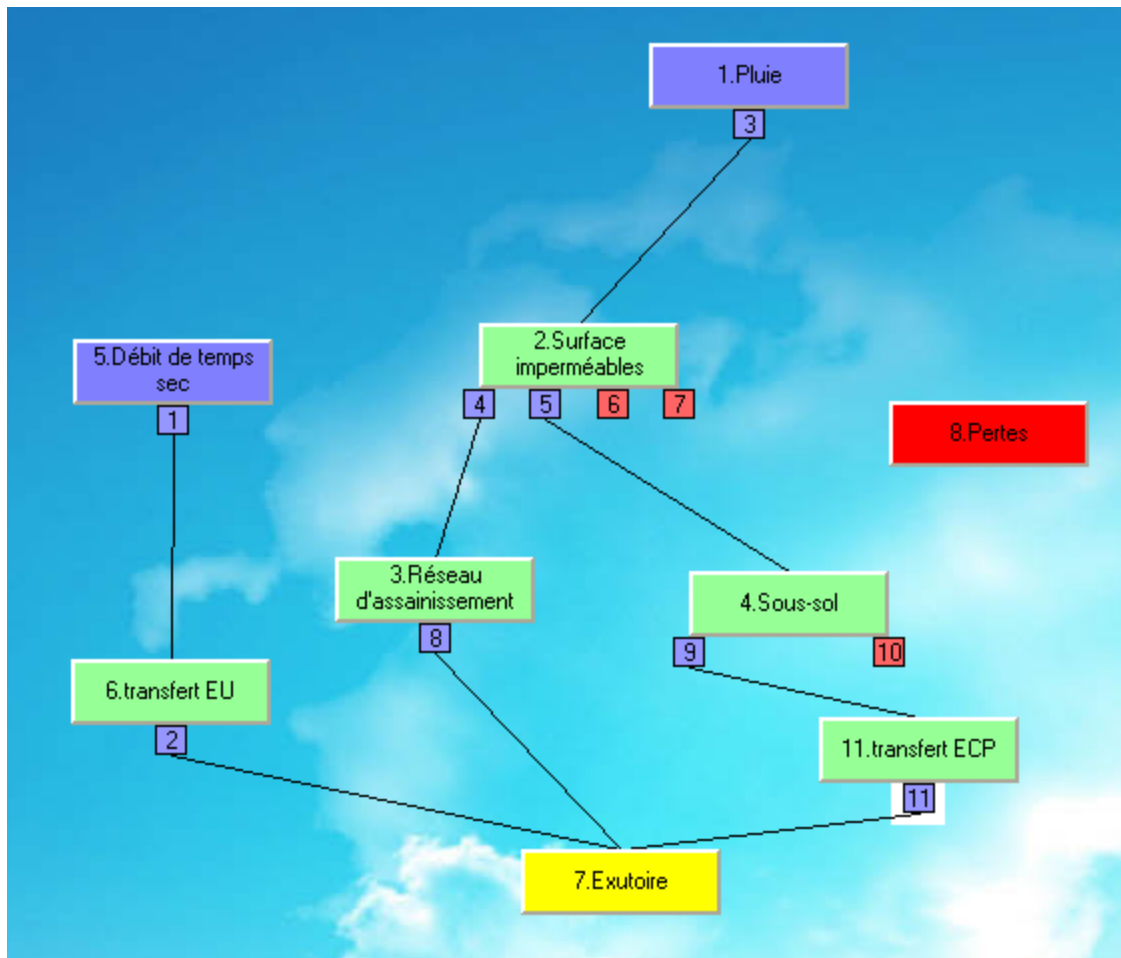 1.Pluie
3
2.Surface
imperméables
4 5 6 7
5.Débit de temps
sec
1
8.Pertes
3.Réseau
d'assainissement
8
4.Sous-sol
9 10
6.transfert EU
2
11.transfert ECP
11
7.Exutoire